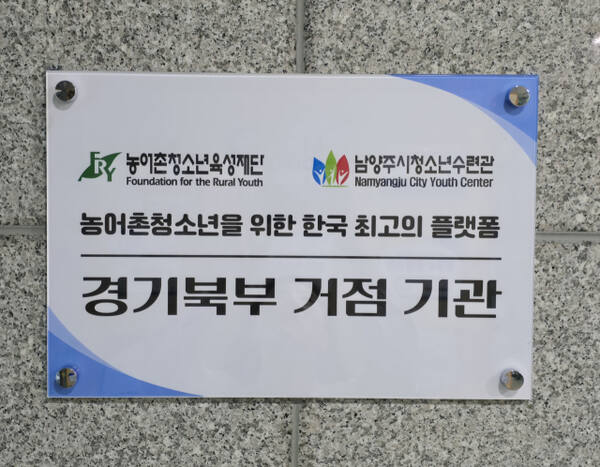 FRY 농어촌청소년육성재단 남양주시청소년수련관
Foundation for the Rural Youth Namyangju City Youth Center
농어촌청소년을 위한 한국 최고의 플랫폼
경기북부 거점 기관